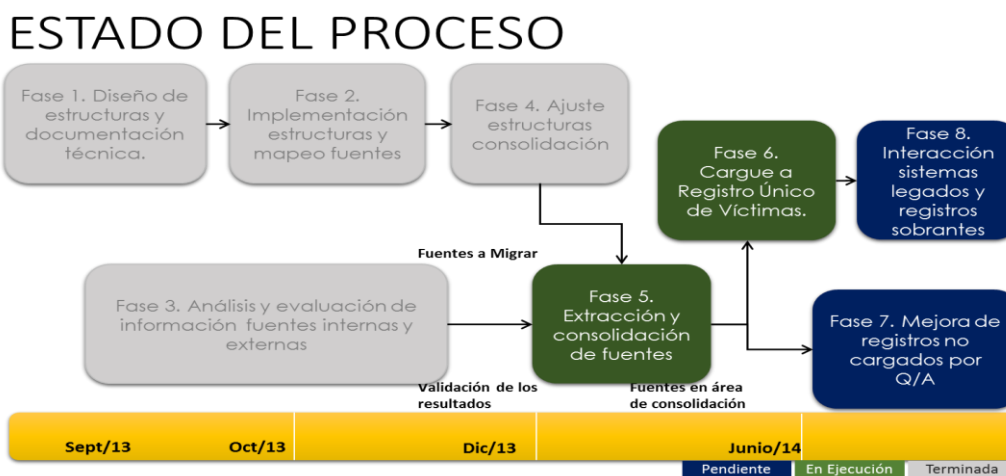 ESTADO DEL PROCESO
Fase 1. Diseño de
estructuras y
documentación
técnica.
Fase 2.
Implementación
estructuras y
mapeo fuentes
Fase 4. Ajuste
estructuras
consolidación
Fase 6.
Cargue a
Registro Único
de Víctimas.
Fase 8.
Interacción
sistemas
legados y
registros
sobrantes
Fuentes a Migrar
Fase 3. Análisis y evaluación de
información fuentes internas y
externas
Fase 5.
Extracción y
consolidación
de fuentes
Fase 7. Mejora de
registros no
cargados por
Q/A
Validación de los
resultados
Fuentes en área
de consolidación
Sept/13
Oct/13
Dic/13
Junio/14
Pendiente
En Ejecución
Terminada